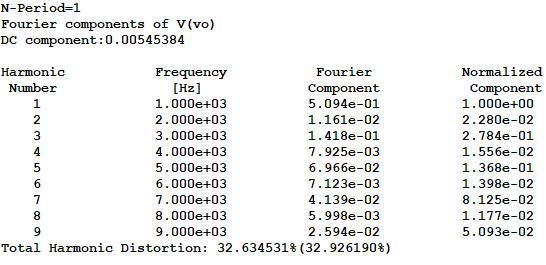 N-Period=1
Fourier components of V(vo)
DC component:0.00545384
Harmonic Frequency Fourier Normalized
Number [Hz] Component Component
1 1.000e+03 5.094e-01 1.000e+00
2 2.000e+03 1.161e-02 2.280e-02
3 3.000e+03 1.418e-01 2.784e-01
4 4.000e+03 7.925e-03 1.556e-02
5 5.000e+03 6.966e-02 1.368e-01
6 6.000e+03 7.123e-03 1.398e-02
7 7.000e+03 4.139e-02 8.125e-02
8 8.000e+03 5.998e-03 1.177e-02
9 9.000e+03 2.594e-02 5.093e-02
Total Harmonic Distortion: 32.634531%(32.926190%)